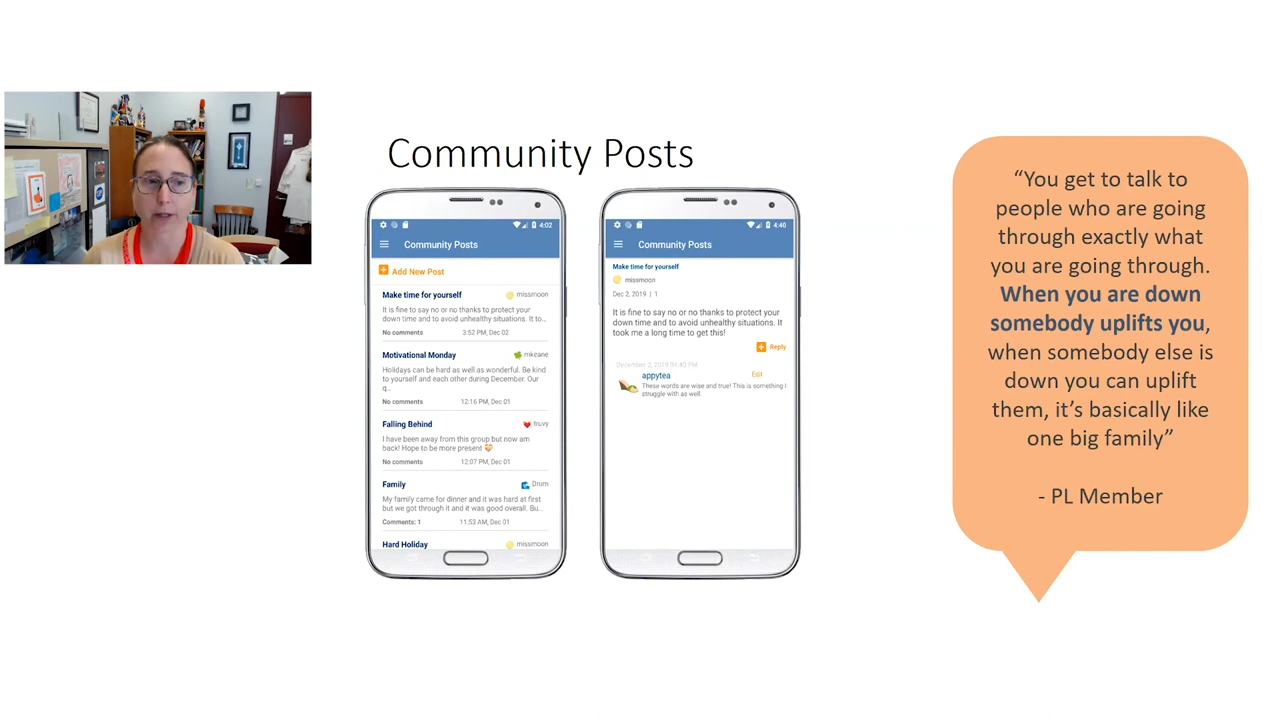 Community Posts
4:02
Community Posts
Add New Post
Make time for yourself
missmoon
It is fine to say no or no thanks to protect your
down time and to avoid unhealthy situations. It to...
No comments
3:52 PM, Dec 02
Motivational Monday
mkeane
Holidays can be hard as well as wonderful. Be kind
to yourself and each other during December. Our
q...
No comments
12:16 PM, Dec 01
Falling Behind
truvy
I have been away from this group but now am
back! Hope to be more present
No comments
12:07 PM, Dec 01
Family
Drum
My family came for dinner and it was hard at first
but we got through it and it was good overall. Bu...
Comments: 1
11:53 AM, Dec 01
Hard Holiday
missmoon
4:40
Community Posts
Make time for yourself
missmoon
Dec 2, 2019 | 1
It is fine to say no or no thanks to protect your
down time and to avoid unhealthy situations. It
took me a long time to get this!
Reply
December 2, 2019 04:40 PM
appytea
Edit
These words are wise and true! This is something I
struggle with as well.
“You get to talk to
people who are going
through exactly what
you are going through.
When you are down
somebody uplifts you,
when somebody else is
down you can uplift
them, it’s basically like
one big family”
- PL Member